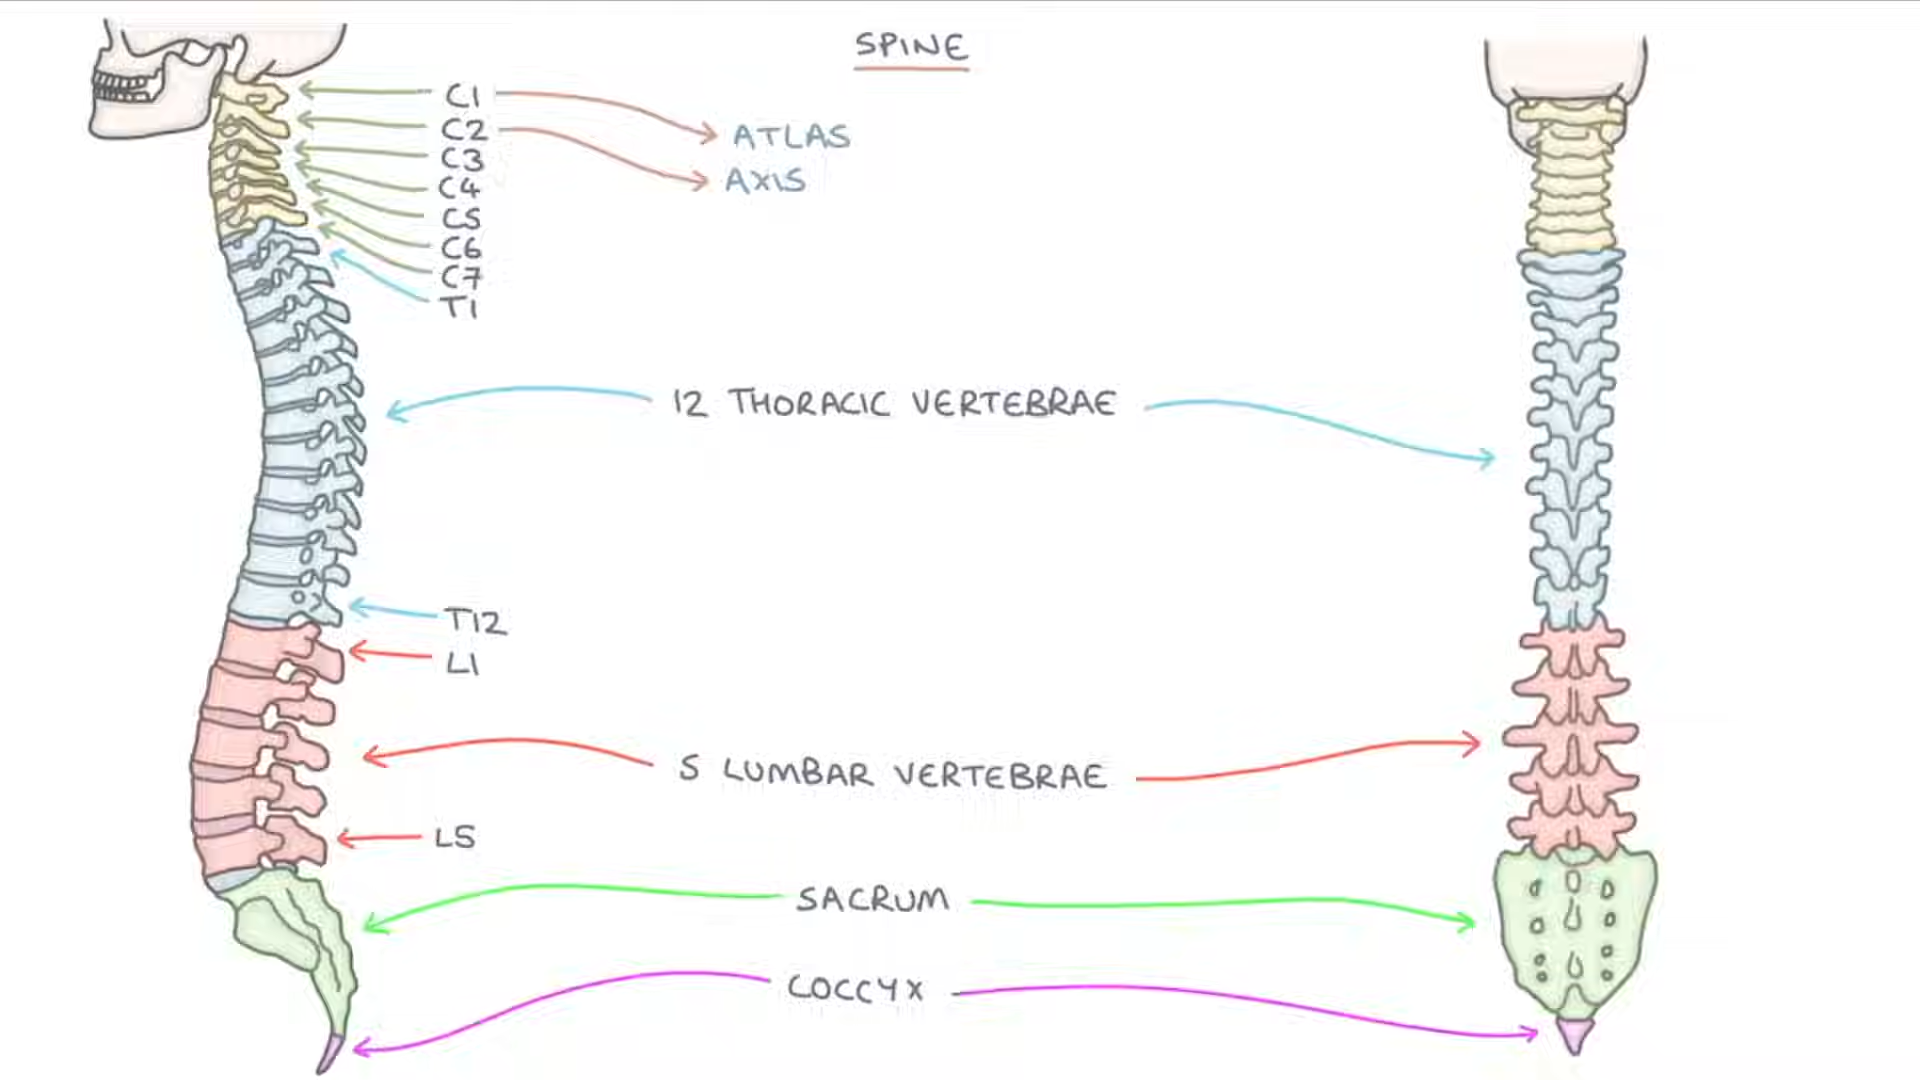 SPINE
C1
C2
C3
C4
C5
C6
C7
T1
ATLAS
AXIS
12 THORACIC VERTEBRAE
T12
L1
5 LUMBAR VERTEBRAE
L5
SACRUM
COCCYX